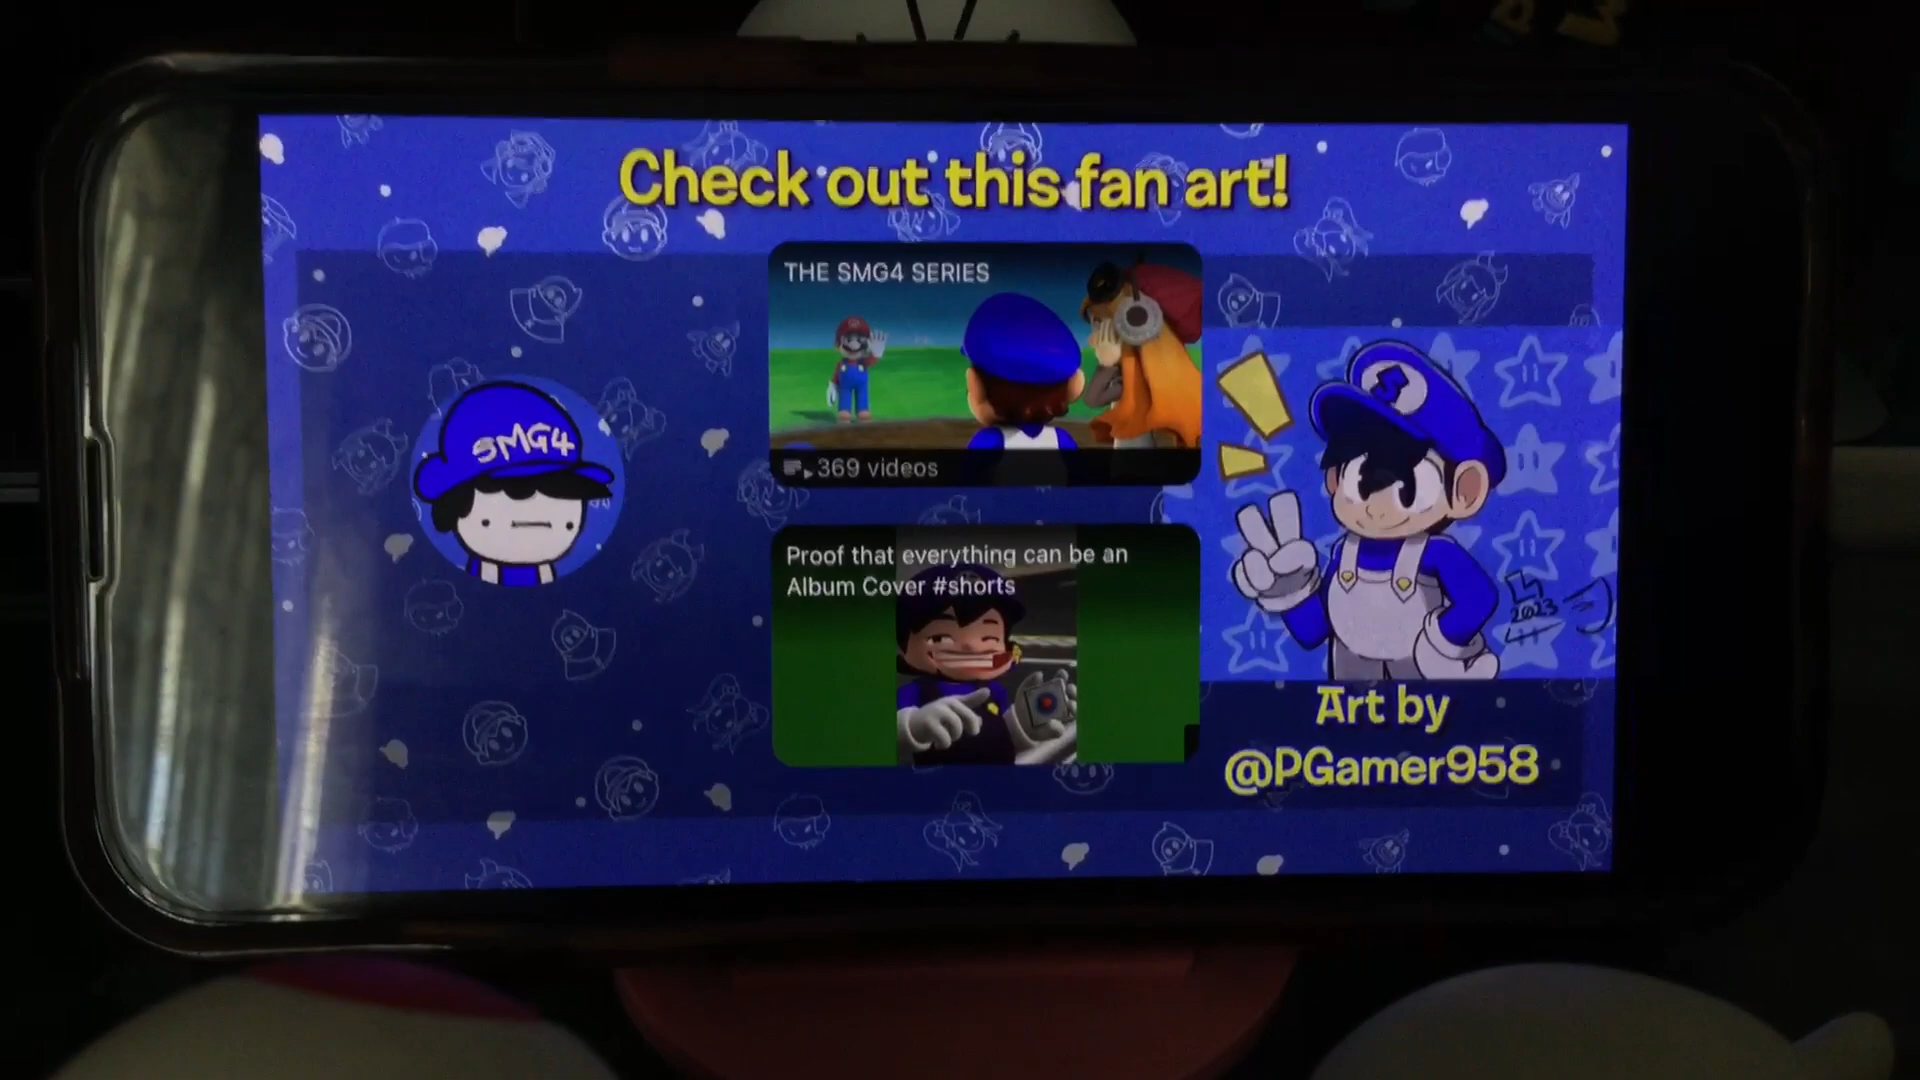 Check out this fan art!
THE SMG4 SERIES
369 videos
SMG4
Proof that everything can be an
Album Cover #shorts
S
2023
Art by
@PGamer958